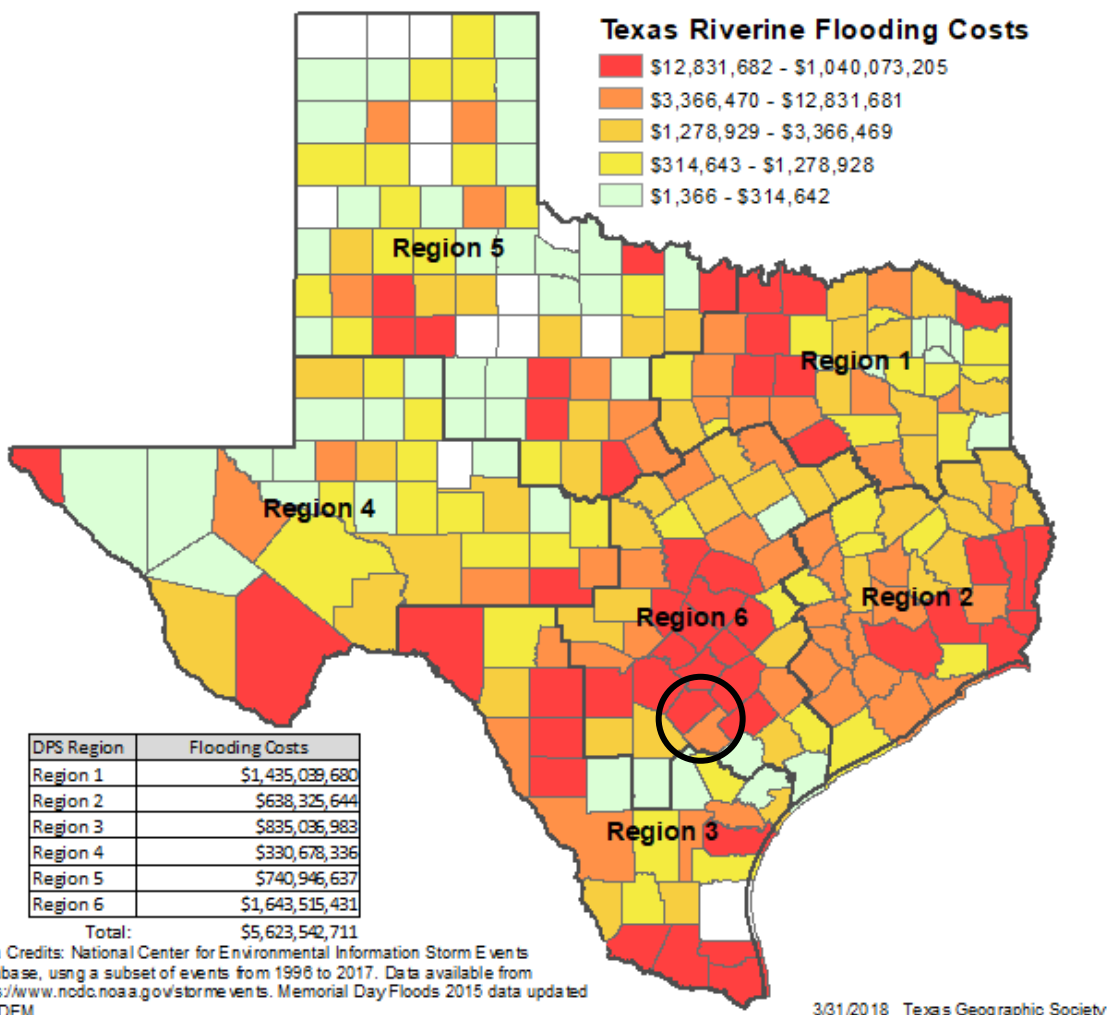 Texas Riverine Flooding Costs
$12,831,682 - $1,040,073,205
$3,366,470 - $12,831,681
$1,278,929 - $3,366,469
$314,643 - $1,278,928
$1,366 - $314,642
Region 5
Region 1
Region 4
Region 2
Region 6
Region 3
DPS Region Flooding Costs
Region 1 $1,435,039,680
Region 2 $638,325,644
Region 3 $835,036,983
Region 4 $330,678,336
Region 5 $740,946,637
Region 6 $1,643,515,431
Total: $5,623,542,711
Credits: National Center for Environmental Information Storm Events
base, usng a subset of events from 1996 to 2017. Data available from
s://www.ncdc.noaa.gov/stormevents. Memorial Day Floods 2015 data updated
DEM
3/31/2018 Texas Geographic Society